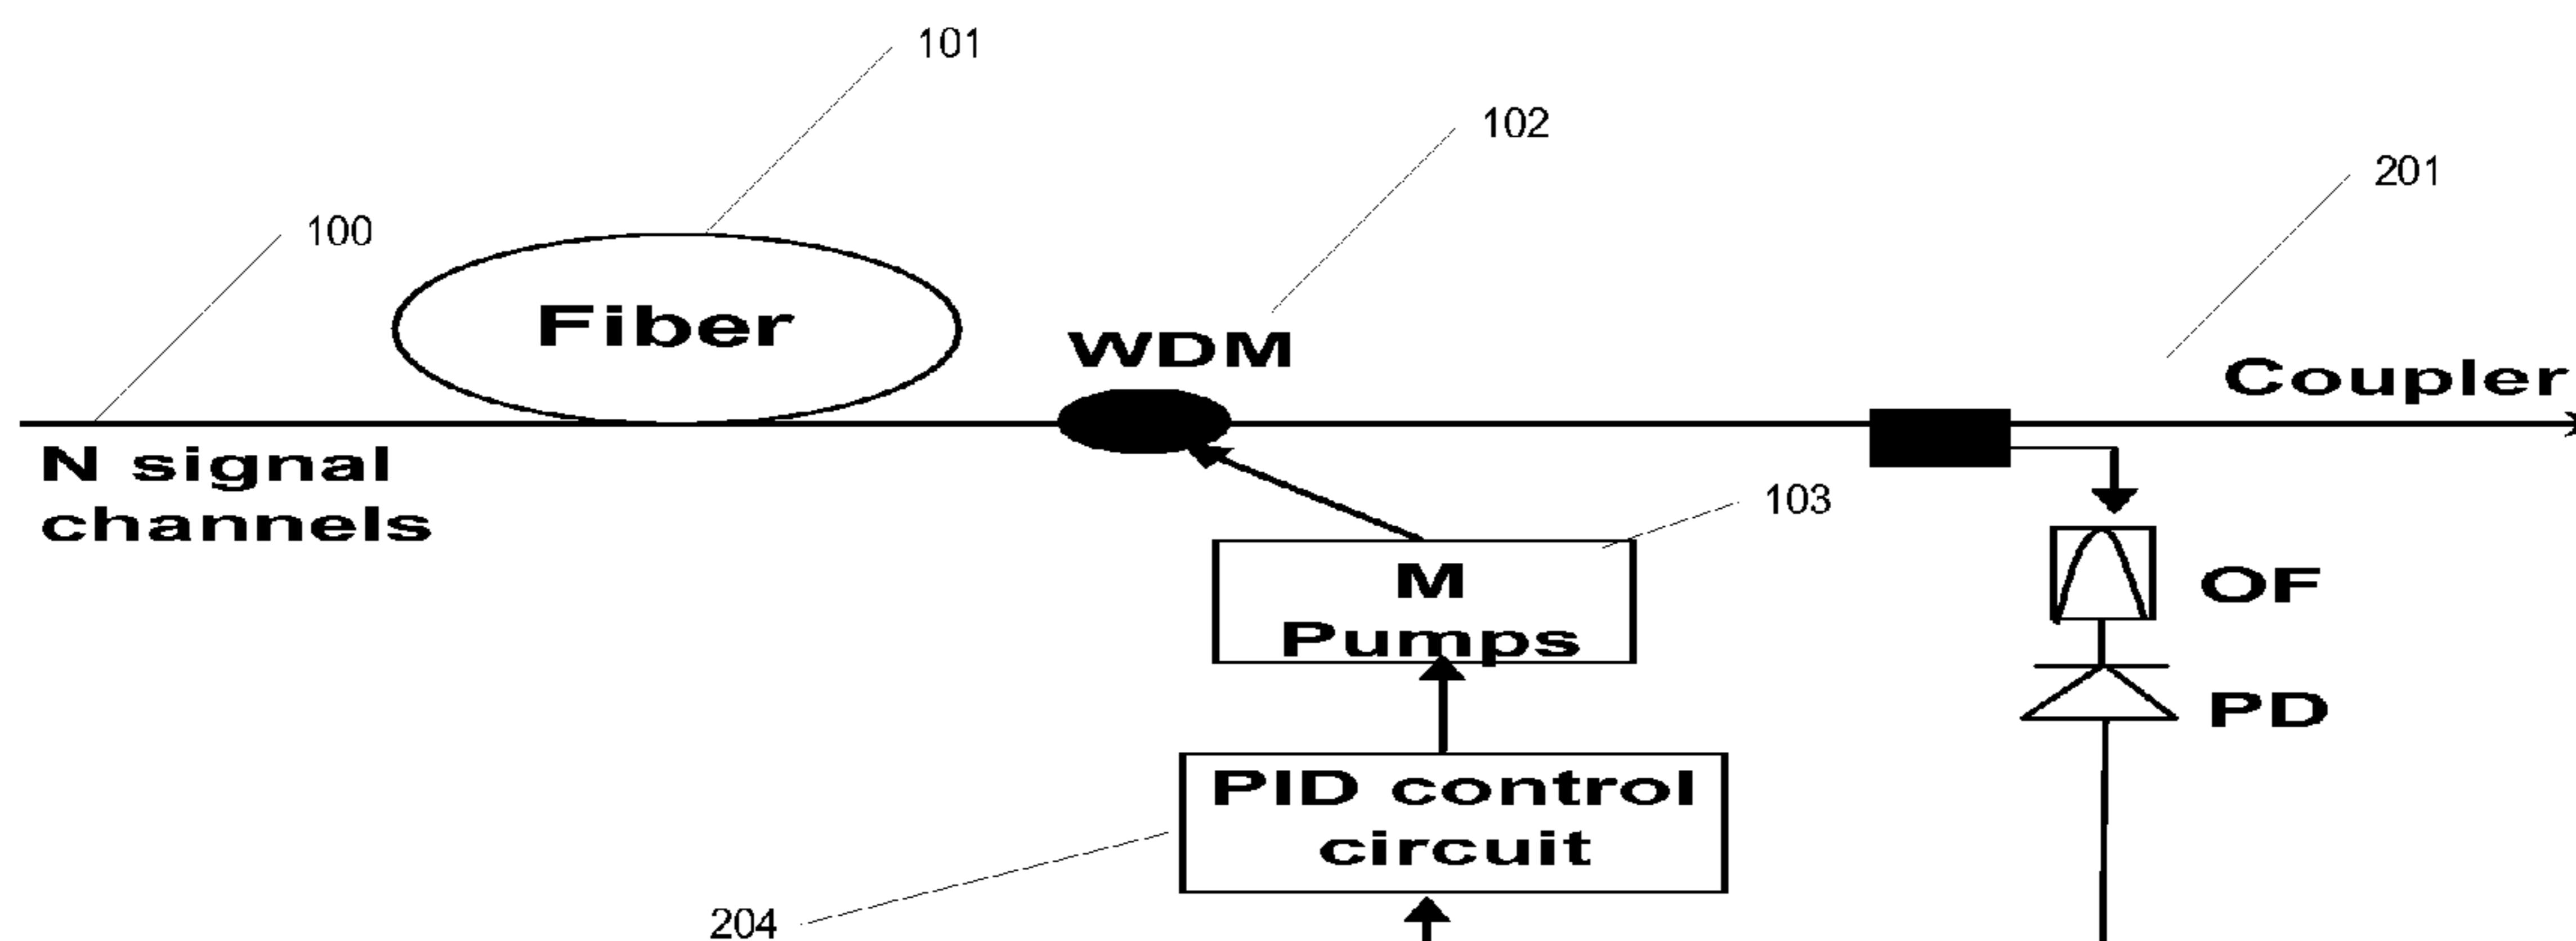 101
102
201
100
Fiber
WDM
Coupler
N signal
channels
103
M
Pumps
OF
PD
PID control
circuit
204